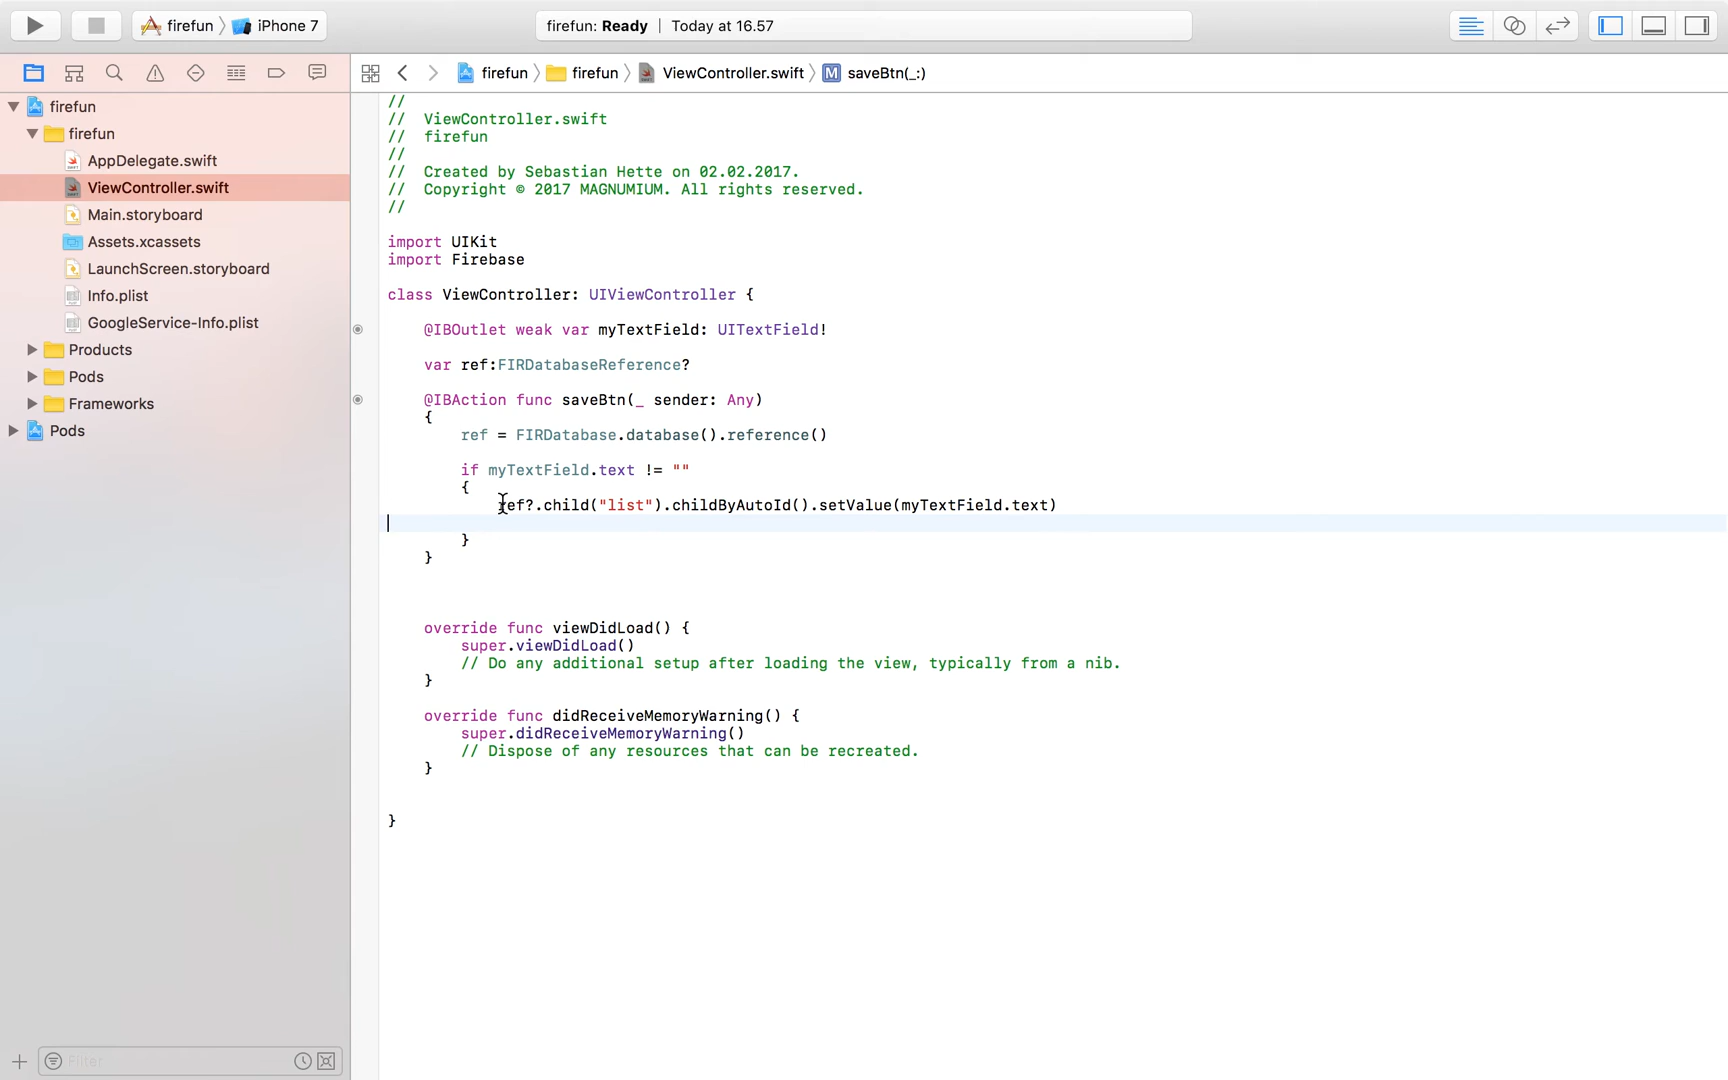 firefun iPhone 7 firefun: Ready Today at 16.57
firefun firefun ViewController.swift M saveBtn(_:)
firefun
firefun
AppDelegate.swift
ViewController.swift
Main.storyboard
Assets.xcassets
LaunchScreen.storyboard
Info.plist
GoogleService-Info.plist
Products
Pods
Frameworks
Pods
Filter
//
//  ViewController.swift
//  firefun
//
//  Created by Sebastian Hette on 02.02.2017.
//  Copyright © 2017 MAGNUMIUM. All rights reserved.
//
import UIKit
import Firebase
class ViewController: UIViewController {
@IBOutlet weak var myTextField: UITextField!
var ref:FIRDatabaseReference?
@IBAction func saveBtn(_ sender: Any)
{
ref = FIRDatabase.database().reference()
if myTextField.text != ""
{
ref?.child("list").childByAutoId().setValue(myTextField.text)
}
}
override func viewDidLoad() {
super.viewDidLoad()
// Do any additional setup after loading the view, typically from a nib.
}
override func didReceiveMemoryWarning() {
super.didReceiveMemoryWarning()
// Dispose of any resources that can be recreated.
}
}